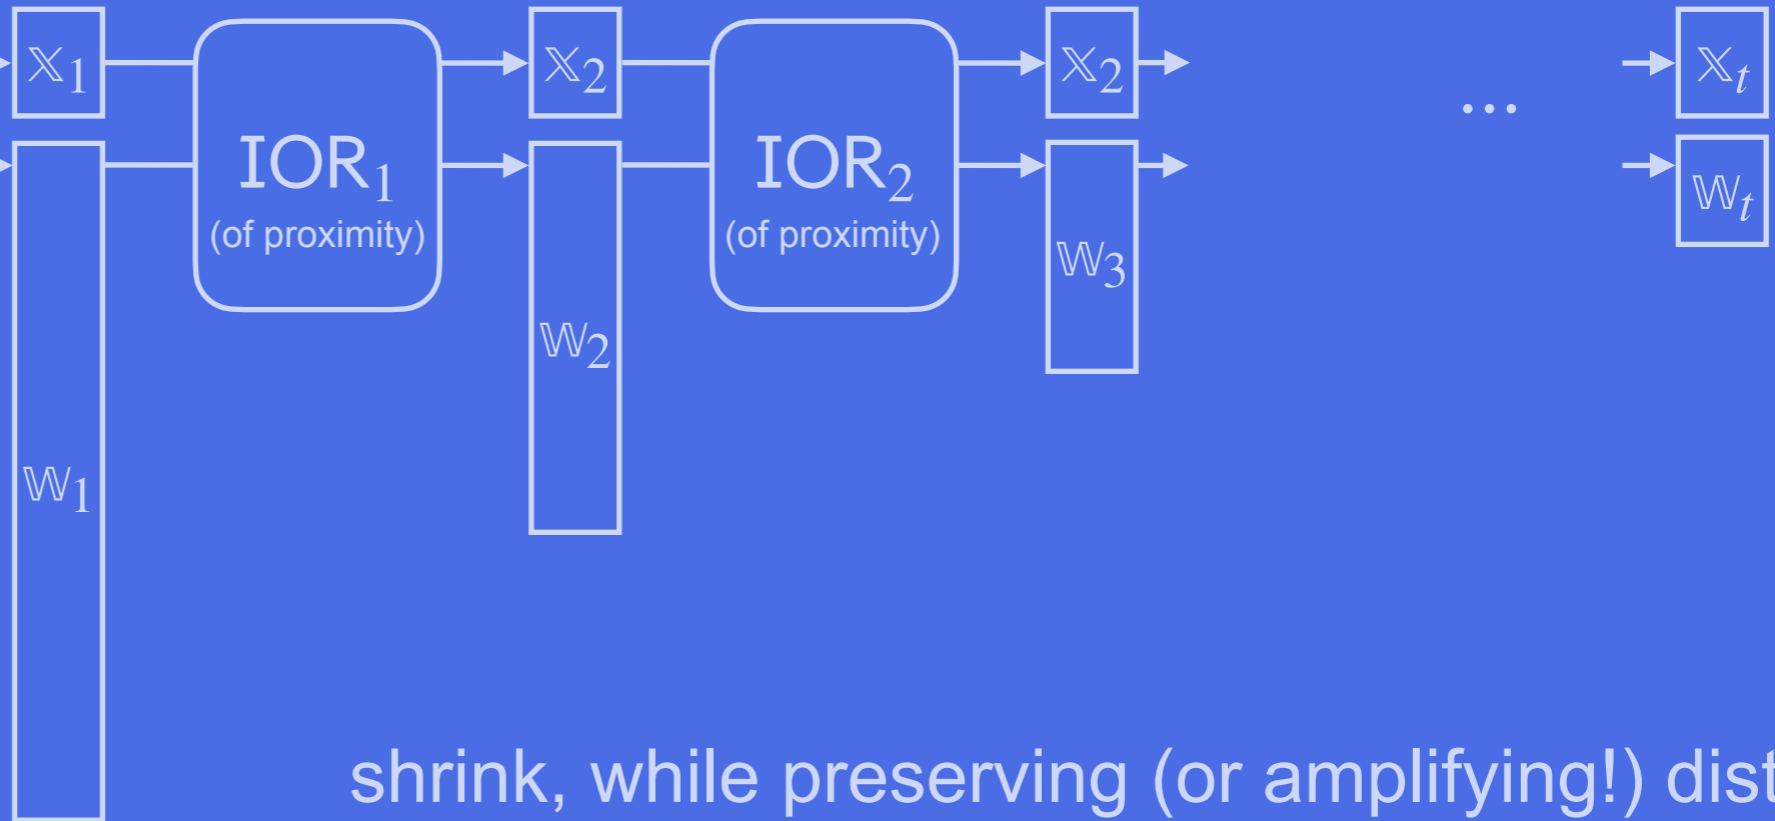 𝕏₁ 𝕏₂ 𝕏₂ 𝕏ₜ
IOR₁ IOR₂ ...
(of proximity) (of proximity)
𝕎₁ 𝕎₂ 𝕎₃ 𝕎ₜ
shrink, while preserving (or amplifying!) dist